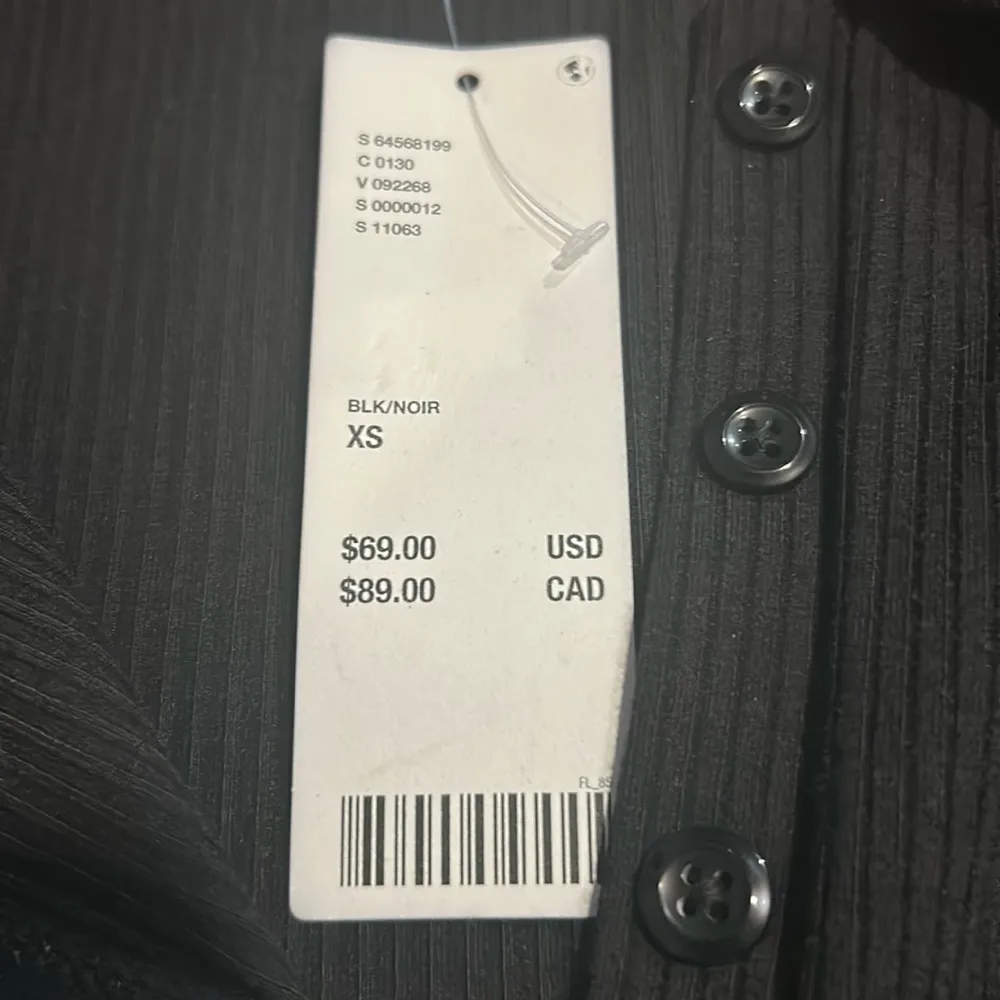 S 64568199
C 0130
V 092268
S 0000012
S 11063
BLK/NOIR
XS
$69.00 USD
$89.00 CAD